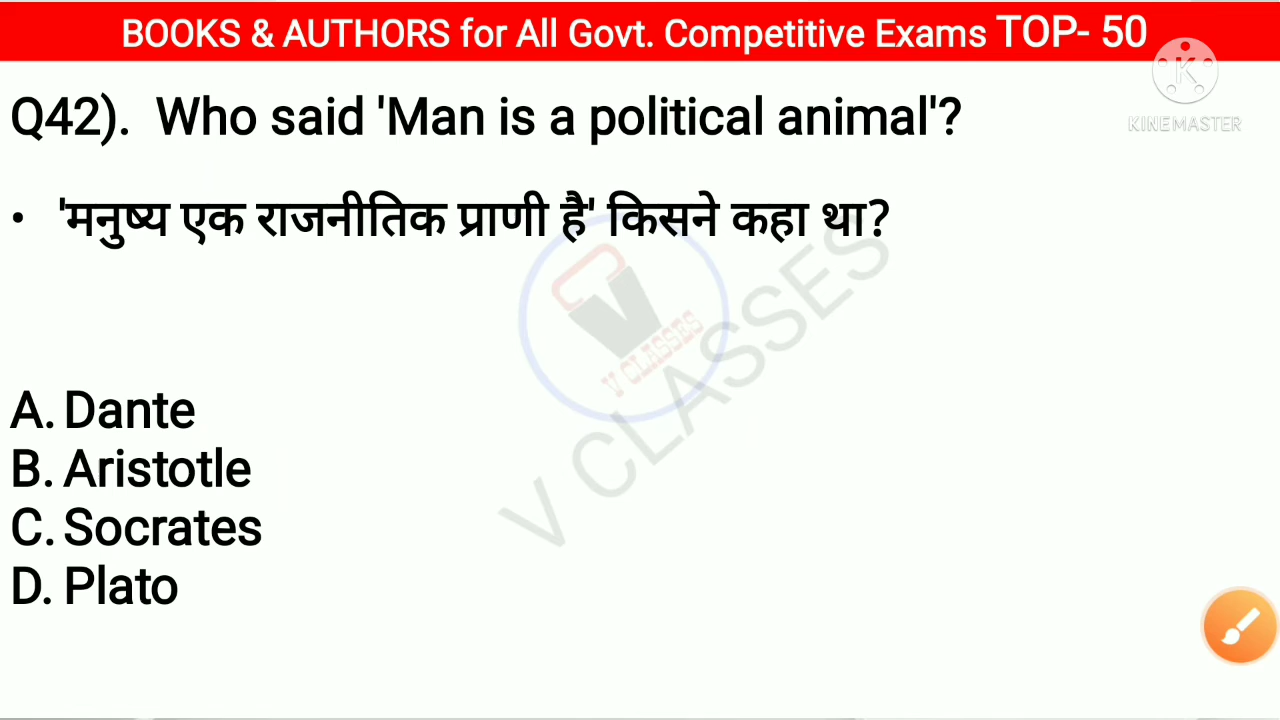 BOOKS & AUTHORS for All Govt. Competitive Exams TOP- 50
K
KINEMASTER
Q42). Who said 'Man is a political animal'?
• 'मनुष्य एक राजनीतिक प्राणी है' किसने कहा था?
V CLASSES
V CLASSES
A. Dante
B. Aristotle
C. Socrates
D. Plato